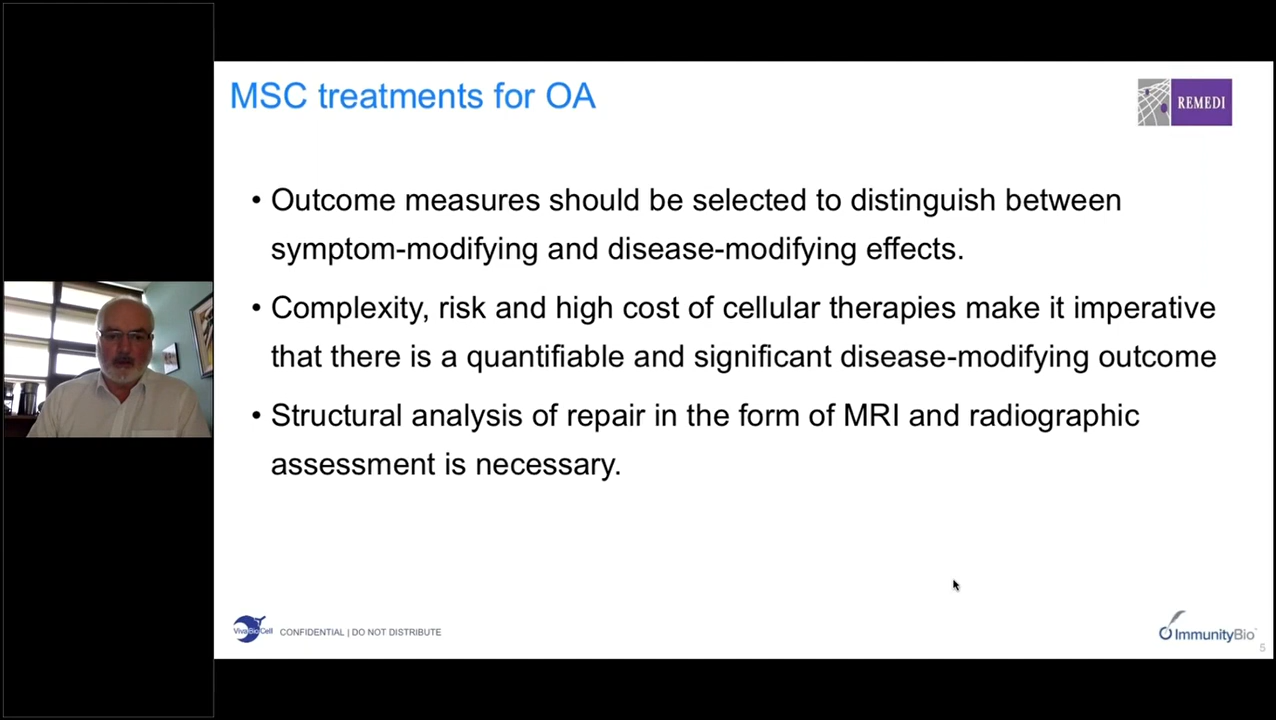 MSC treatments for OA
REMEDI
• Outcome measures should be selected to distinguish between
symptom-modifying and disease-modifying effects.
• Complexity, risk and high cost of cellular therapies make it imperative
that there is a quantifiable and significant disease-modifying outcome
• Structural analysis of repair in the form of MRI and radiographic
assessment is necessary.
VivaBioCell
CONFIDENTIAL | DO NOT DISTRIBUTE
ImmunityBio™
5